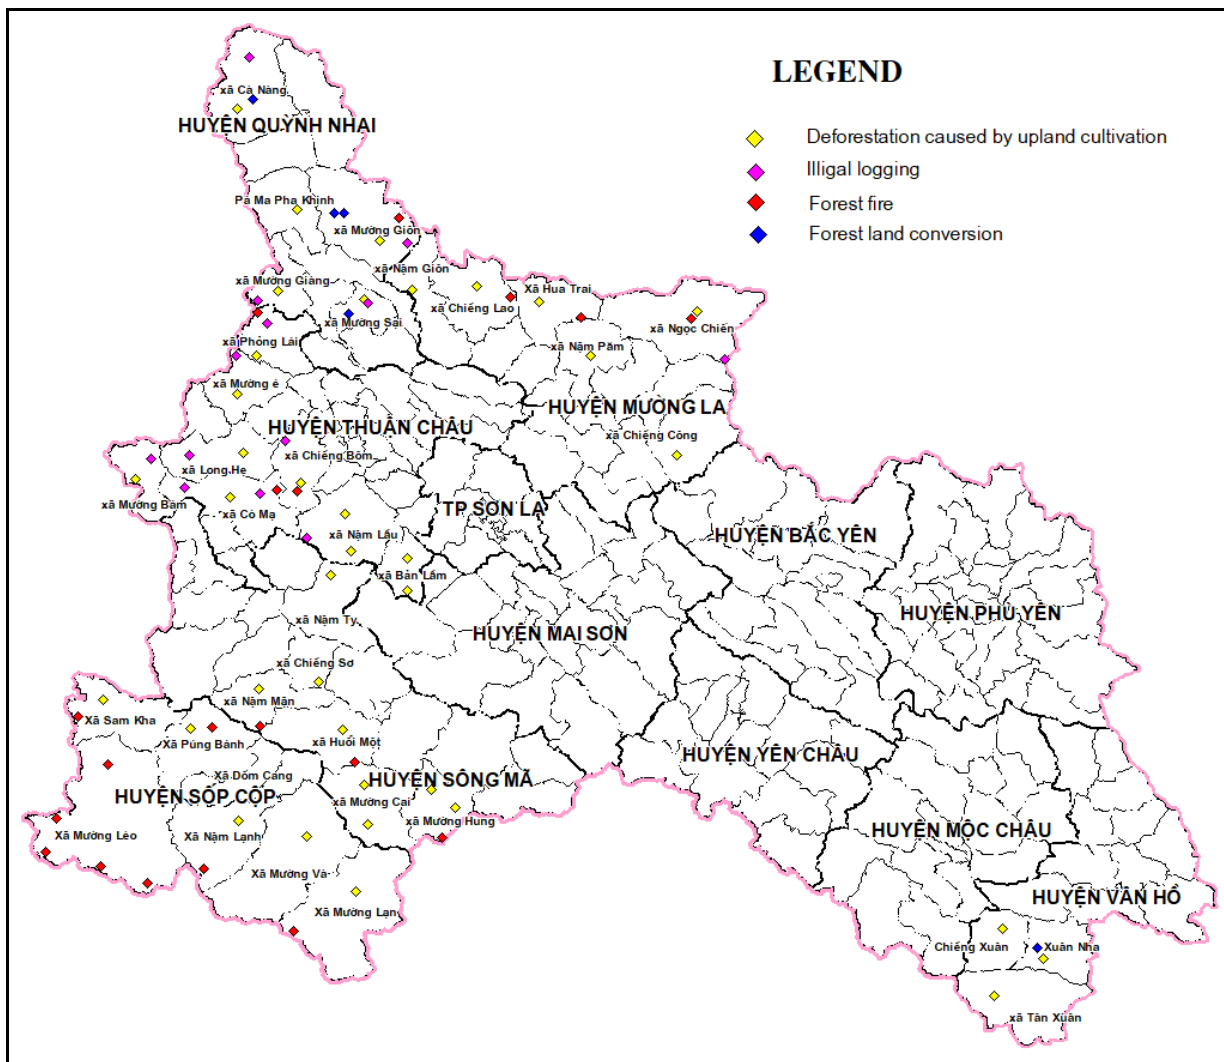 LEGEND
Deforestation caused by upland cultivation
Illigal logging
Forest fire
Forest land conversion
xã Cà Nàng
HUYỆN QUỲNH NHAI
Pá Ma Pha Khinh
xã Mường Giôn
xã Nậm Giôn
xã Mường Giàng
xã Chiềng Lao
Xã Hua Trai
xã Mường Sại
xã Ngọc Chiến
xã Phỏng Lái
xã Nậm Păm
xã Mường é
HUYỆN MƯỜNG LA
HUYỆN THUẬN CHÂU
xã Chiềng Công
xã Chiềng Bôm
xã Long Hẹ
xã Mường Bám
xã Cò Mạ
TP SƠN LA
xã Nậm Lầu
HUYỆN BẮC YÊN
xã Bản Lầm
HUYỆN PHÙ YÊN
xã Nậm Ty
HUYỆN MAI SƠN
xã Chiềng Sơ
xã Nậm Mằn
Xã Sam Kha
Xã Púng Bánh
xã Huổi Một
HUYỆN YÊN CHÂU
Xã Dồm Cang
HUYỆN SÔNG MÃ
HUYỆN SỐP CỘP
xã Mường Cai
xã Mường Hung
HUYỆN MỘC CHÂU
Xã Mường Lèo
Xã Nậm Lạnh
Xã Mường Và
HUYỆN VÂN HỒ
Xã Mường Lạn
Chiềng Xuân
Xuân Nha
xã Tân Xuân